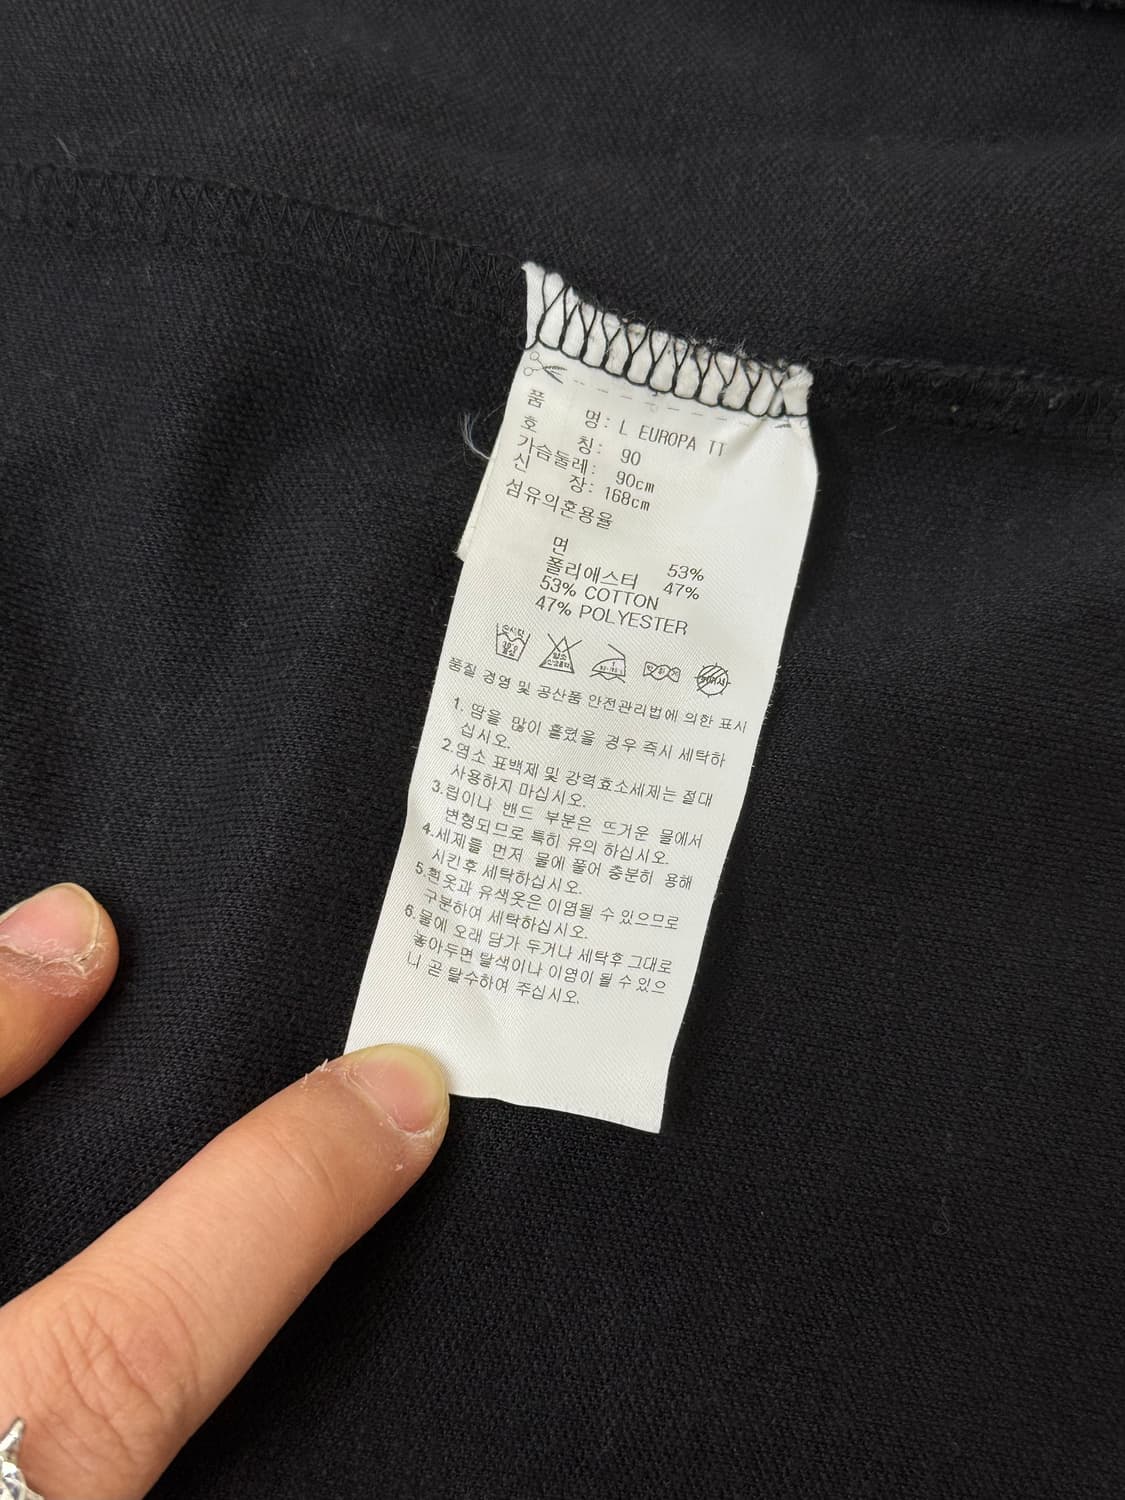 품 명: L EUROPA TT
호 칭: 90
가슴둘레: 90cm
신 장: 168cm
섬유의혼용율
면 53%
폴리에스터 47%
53% COTTON
47% POLYESTER
품질 경영 및 공산품 안전관리법에 의한 표시
1. 땀을 많이 흘렸을 경우 즉시 세탁하
십시오.
2.염소 표백제 및 강력효소세제는 절대
사용하지 마십시오.
3.립이나 밴드 부분은 뜨거운 물에서
변형되므로 특히 유의 하십시오.
4.세제를 먼저 물에 풀어 충분히 용해
시킨후 세탁하십시오.
5.흰옷과 유색옷은 이염될 수 있으므로
구분하여 세탁하십시오.
6.물에 오래 담가 두거나 세탁후 그대로
놓아두면 탈색이나 이염이 될 수 있으
니 곧 탈수하여 주십시오.